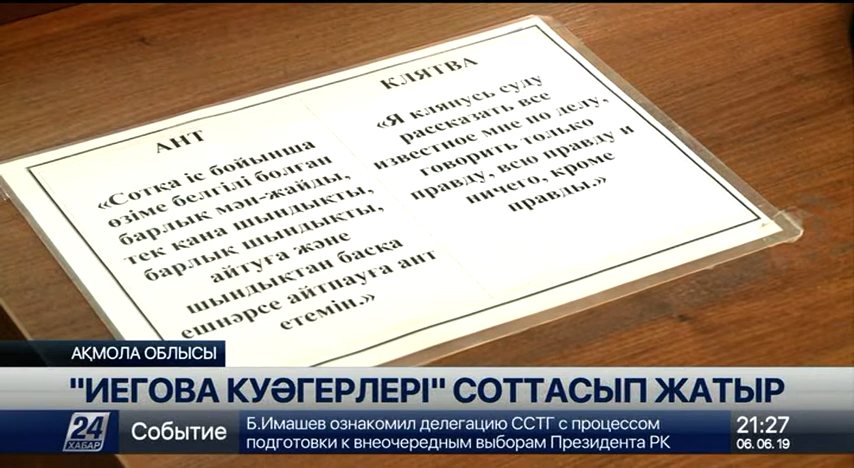 АНТ
«Сотқа іс бойынша
өзіме белгілі болған
барлық мән-жайды,
тек қана шындықты,
барлық шындықты,
айтуға және
шындықтан басқа
ешнәрсе айтпауға ант
етемін.»
КЛЯТВА
«Я клянусь суду
рассказать все
известное мне по делу,
говорить только
правду, всю правду и
ничего, кроме
правды.»
АҚМОЛА ОБЛЫСЫ
"ИЕГОВА КУӘГЕРЛЕРІ" СОТТАСЫП ЖАТЫР
24
ХАБАР
Событие
Б.Имашев ознакомил делегацию ССТГ с процессом
подготовки к внеочередным выборам Президента РК
21:27
06.06.19